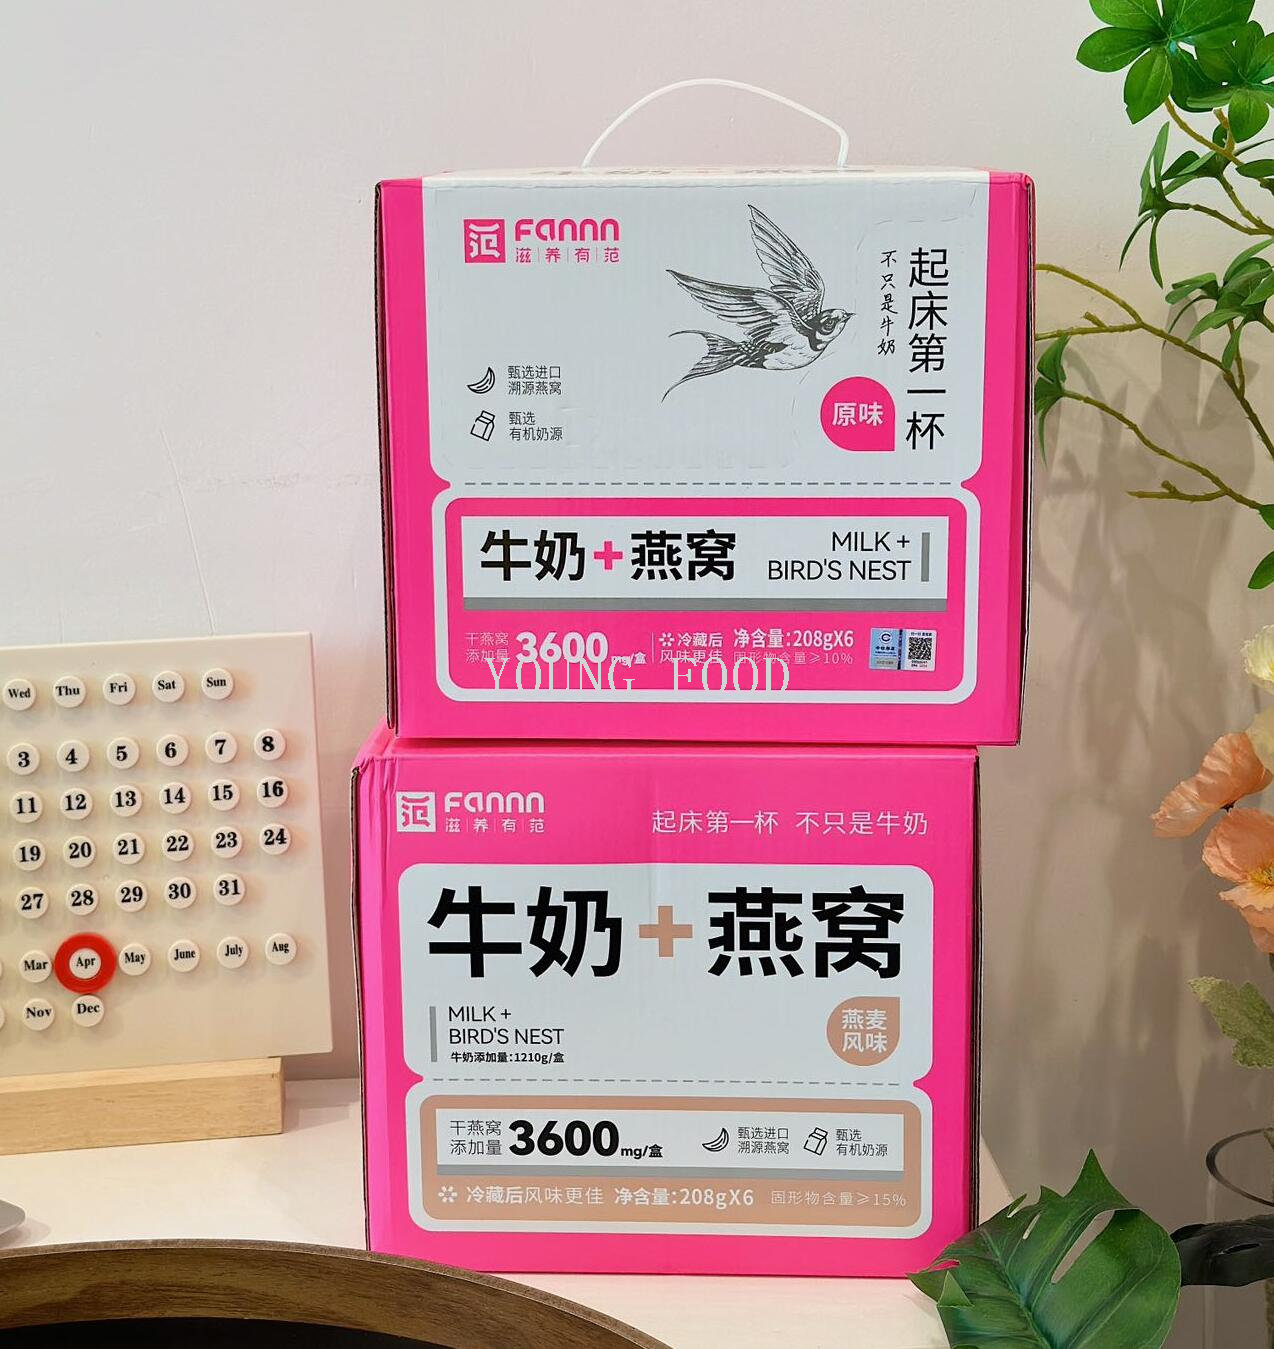 范
Fannn
滋|养|有|范
不只是牛奶
起床第一杯
甄选进口
溯源燕窝
甄选
有机奶源
原味
牛奶+燕窝
MILK +
BIRD'S NEST
干燕窝
添加量 3600mg/盒
冷藏后
风味更佳
净含量:208gX6
固形物含量≥10%
YOUNG FOOD
范
Fannn
滋|养|有|范
起床第一杯 不只是牛奶
牛奶+燕窝
MILK +
BIRD'S NEST
牛奶添加量:1210g/盒
燕麦
风味
干燕窝
添加量 3600mg/盒
甄选进口
溯源燕窝
甄选
有机奶源
冷藏后风味更佳 净含量:208gX6 固形物含量≥15%
Wed Thu Fri Sat Sun
3 4 5 6 7 8
11 12 13 14 15 16
19 20 21 22 23 24
27 28 29 30 31
Mar Apr May June July Aug
Nov Dec